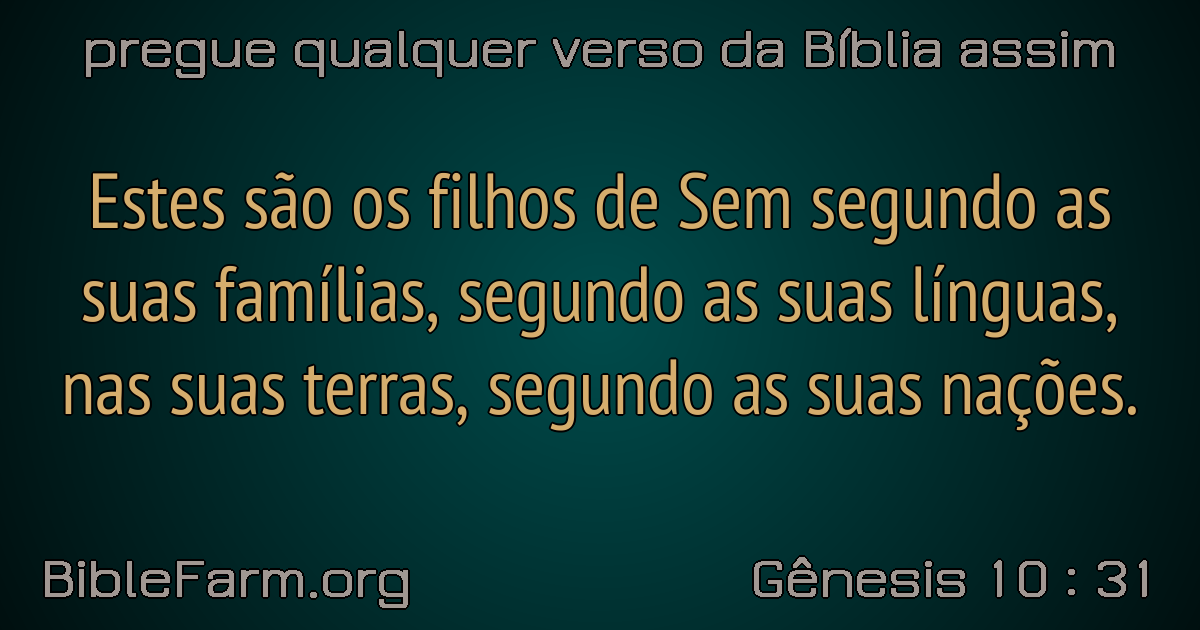 pregue qualquer verso da Bíblia assim
Estes são os filhos de Sem segundo as
suas famílias, segundo as suas línguas,
nas suas terras, segundo as suas nações.
BibleFarm.org
Gênesis 10 : 31